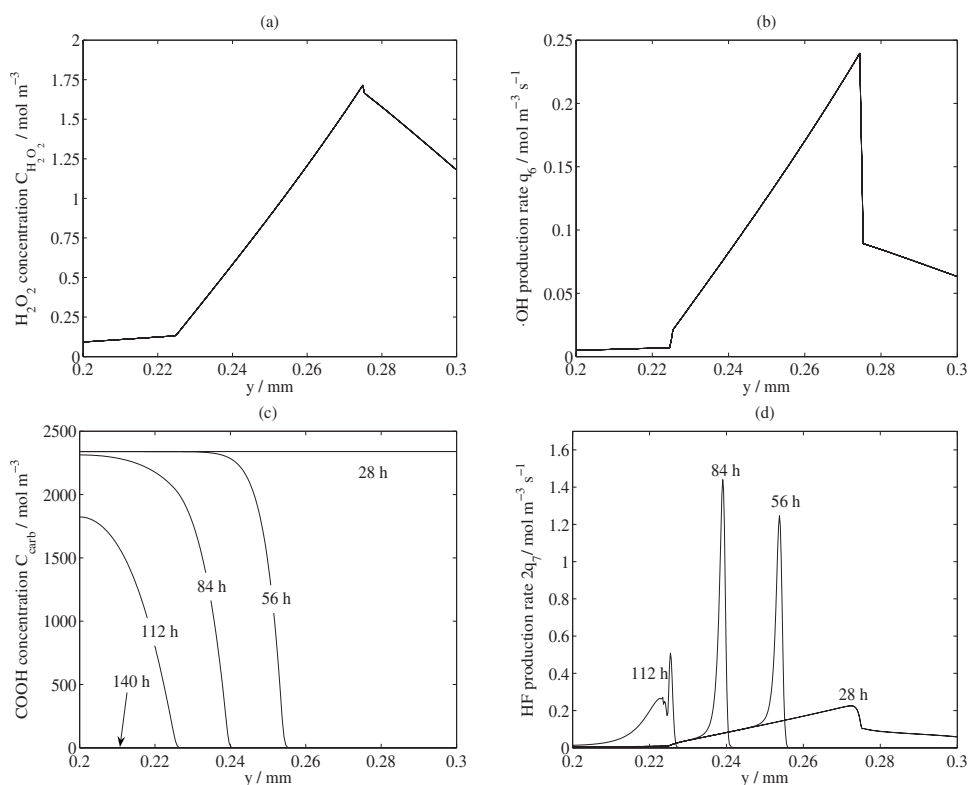 (a)
H₂O₂ concentration C_H₂O₂ / mol m⁻³
2
1.75
1.5
1.25
1
0.75
0.5
0.25
0
0.2 0.22 0.24 0.26 0.28 0.3
y / mm
(b)
·OH production rate q₆ / mol m⁻³ s⁻¹
0.25
0.2
0.15
0.1
0.05
0
0.2 0.22 0.24 0.26 0.28 0.3
y / mm
(c)
COOH concentration C_carb / mol m⁻³
2500
2000
1500
1000
500
0
28 h
84 h
56 h
112 h
140 h
0.2 0.22 0.24 0.26 0.28 0.3
y / mm
(d)
HF production rate 2q₇/ mol m⁻³ s⁻¹
1.6
1.4
1.2
1
0.8
0.6
0.4
0.2
0
84 h
56 h
112 h
28 h
0.2 0.22 0.24 0.26 0.28 0.3
y / mm